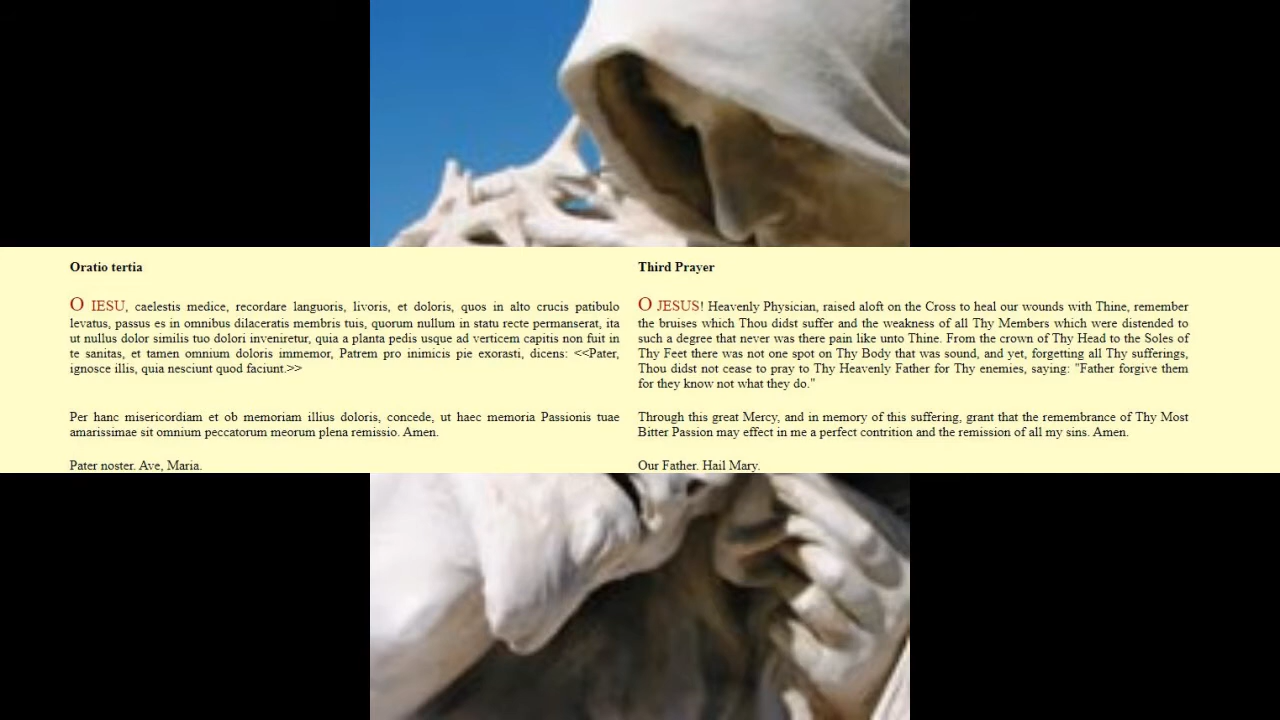 Oratio tertia
O IESU, caelestis medice, recordare languoris, livoris, et doloris, quos in alto crucis patibulo
levatus, passus es in omnibus dilaceratis membris tuis, quorum nullum in statu recte permanserat, ita
ut nullus dolor similis tuo dolori inveniretur, quia a planta pedis usque ad verticem capitis non fuit in
te sanitas, et tamen omnium doloris immemor, Patrem pro inimicis pie exorasti, dicens: <<Pater,
ignosce illis, quia nesciunt quod faciunt.>>
Per hanc misericordiam et ob memoriam illius doloris, concede, ut haec memoria Passionis tuae
amarissimae sit omnium peccatorum meorum plena remissio. Amen.
Pater noster. Ave, Maria.
Third Prayer
O JESUS! Heavenly Physician, raised aloft on the Cross to heal our wounds with Thine, remember
the bruises which Thou didst suffer and the weakness of all Thy Members which were distended to
such a degree that never was there pain like unto Thine. From the crown of Thy Head to the Soles of
Thy Feet there was not one spot on Thy Body that was sound, and yet, forgetting all Thy sufferings,
Thou didst not cease to pray to Thy Heavenly Father for Thy enemies, saying: "Father forgive them
for they know not what they do."
Through this great Mercy, and in memory of this suffering, grant that the remembrance of Thy Most
Bitter Passion may effect in me a perfect contrition and the remission of all my sins. Amen.
Our Father. Hail Mary.